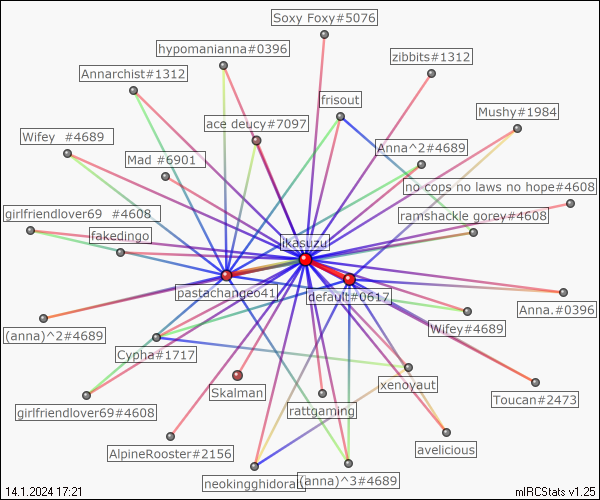 Soxy Foxy#5076
hypomanianna#0396
zibbits#1312
Annarchist#1312
frisout
Mushy#1984
ace deucy#7097
Wifey #4689
Anna^2#4689
Mad #6901
no cops no laws no hope#4608
girlfriendlover69 #4608
ramshackle gorey#4608
fakedingo
ikasuzu
pastachangeo41
default#0617
Anna.#0396
(anna)^2#4689
Wifey#4689
Cypha#1717
Skalman
xenoyaut
Toucan#2473
girlfriendlover69#4608
rattgaming
AlpineRooster#2156
avelicious
neokingghidora
(anna)^3#4689
14.1.2024 17:21
mIRCStats v1.25